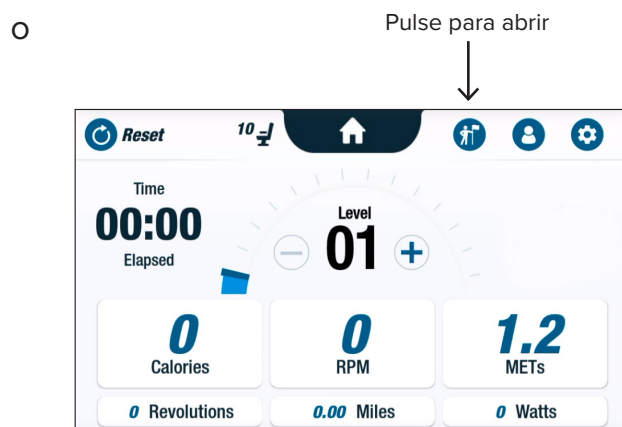 Pulse para abrir
O
Reset
10
Time
00:00
Elapsed
Level
01
0
Calories
0
RPM
1.2
METs
0 Revolutions
0.00 Miles
0 Watts